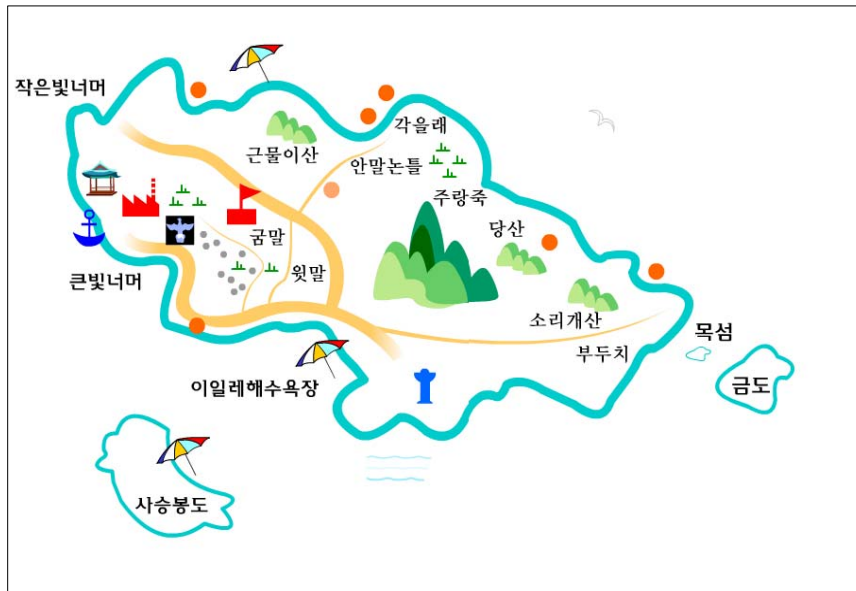 작은빛너머
각을래
근물이산
안말논틀
주랑죽
당산
굼말
큰빛너머
윗말
소리개산
목섬
부두치
금도
이일레해수욕장
사승봉도